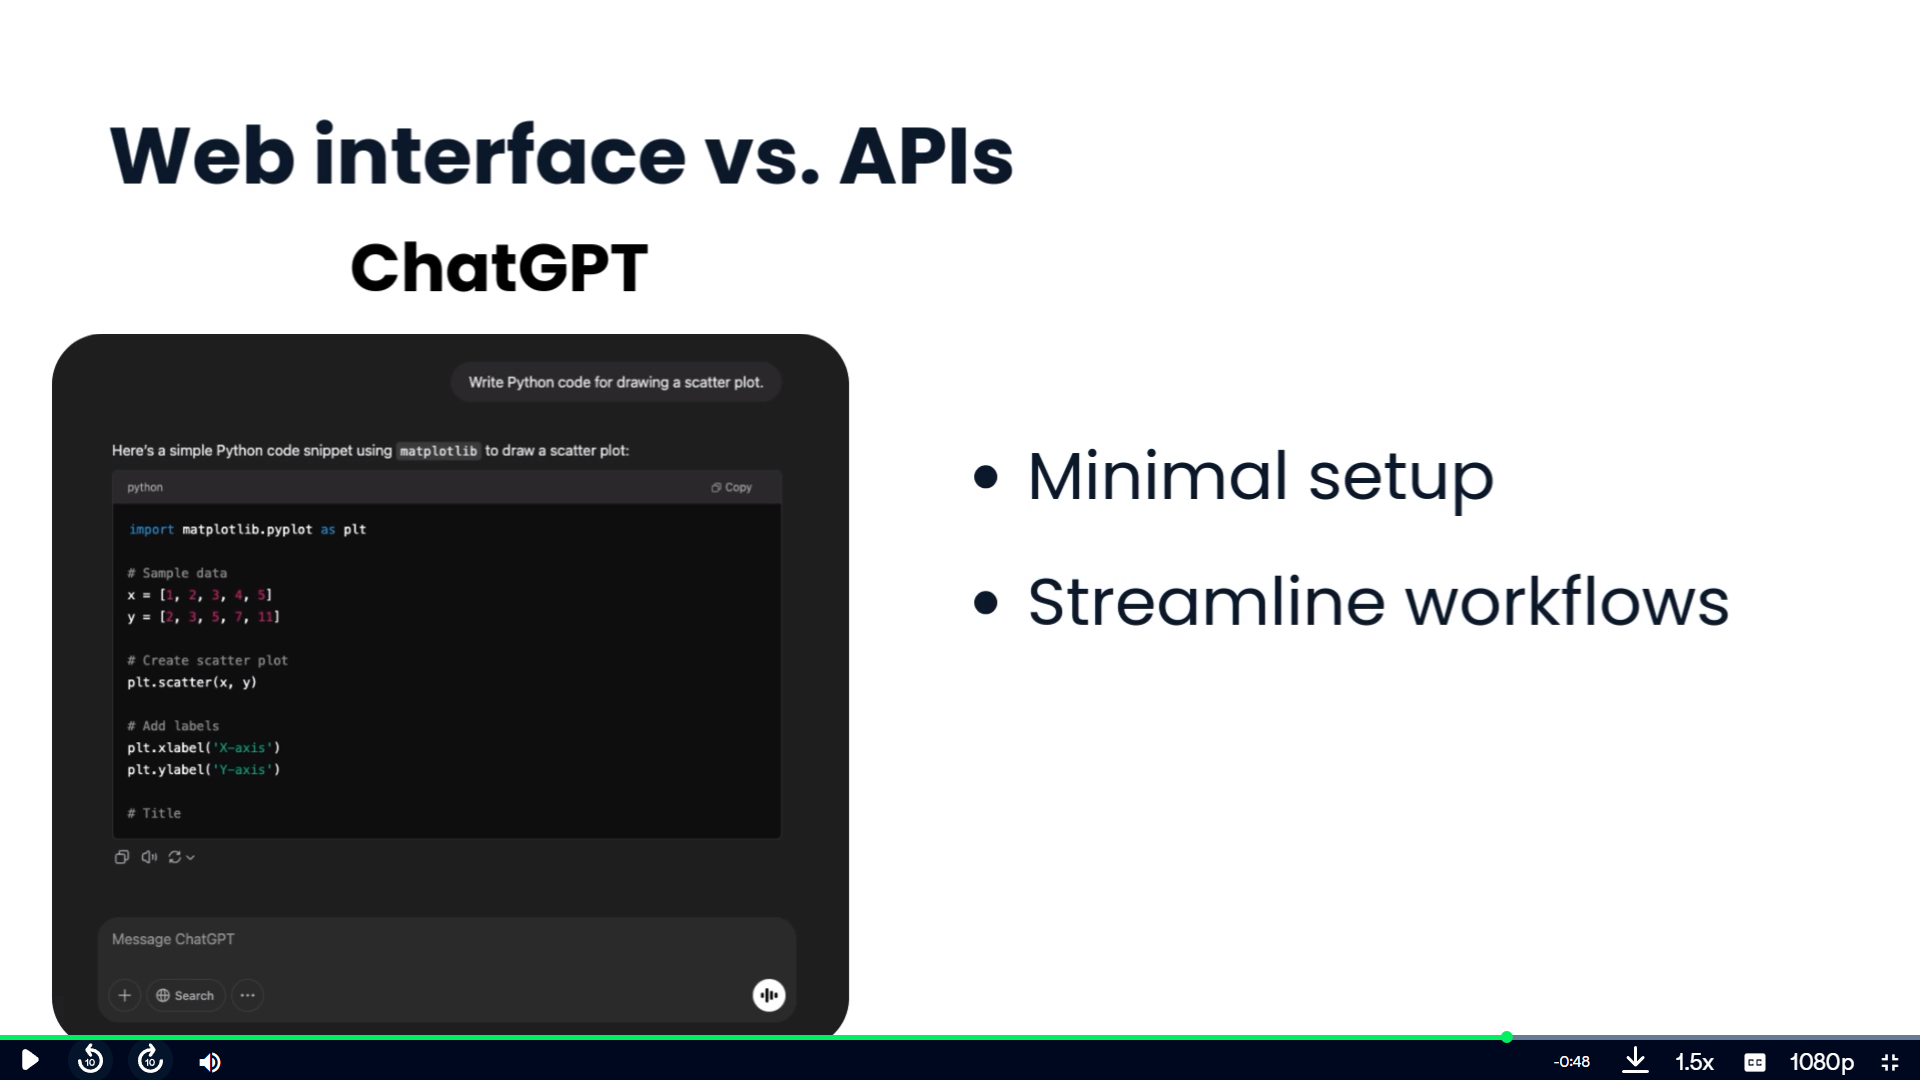 Web interface vs. APIs
ChatGPT
Write Python code for drawing a scatter plot.
Here's a simple Python code snippet using matplotlib to draw a scatter plot:
python
Copy
import matplotlib.pyplot as plt
# Sample data
x = [1, 2, 3, 4, 5]
y = [2, 3, 5, 7, 11]
# Create scatter plot
plt.scatter(x, y)
# Add labels
plt.xlabel('X-axis')
plt.ylabel('Y-axis')
# Title
Message ChatGPT
Search
• Minimal setup
• Streamline workflows
10
10
-0:48
1.5x
CC
1080p